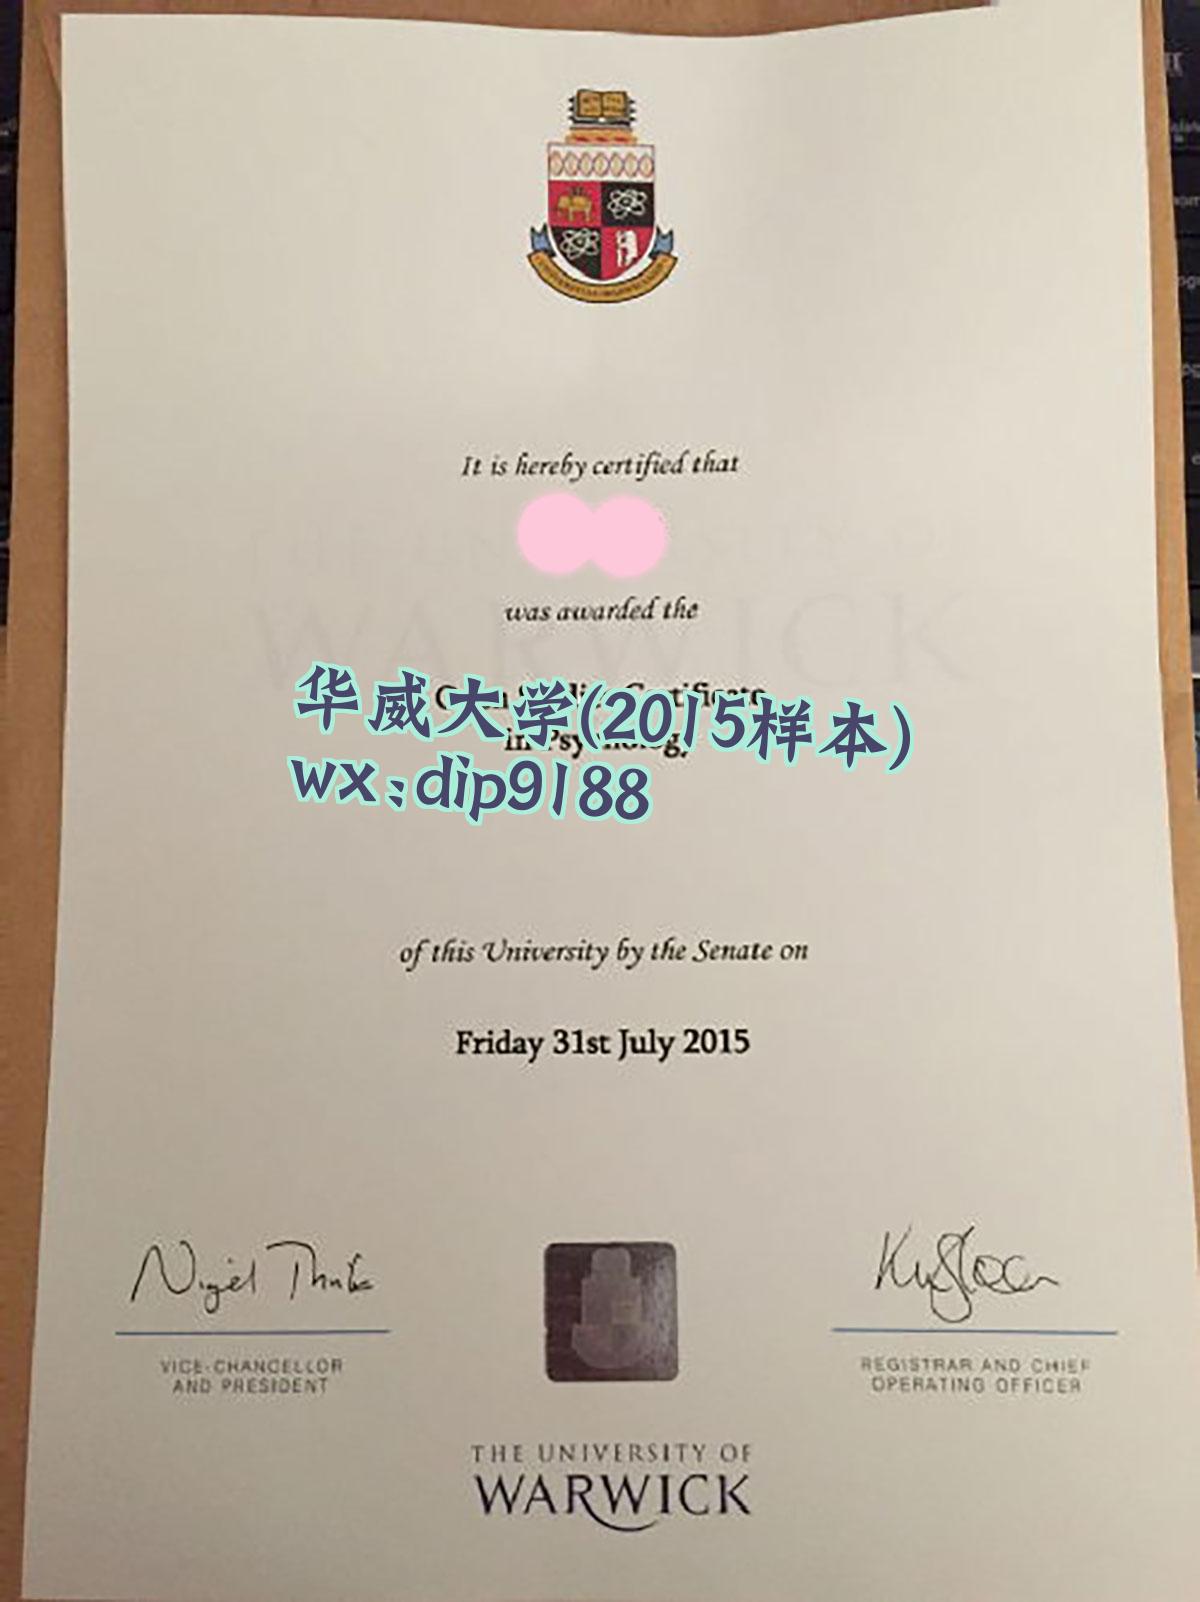 It is hereby certified that
was awarded the
华威大学(2015样本)
in Psychology
wx:dip9188
of this University by the Senate on
Friday 31st July 2015
VICE-CHANCELLOR
AND PRESIDENT
REGISTRAR AND CHIEF
OPERATING OFFICER
THE UNIVERSITY OF
WARWICK